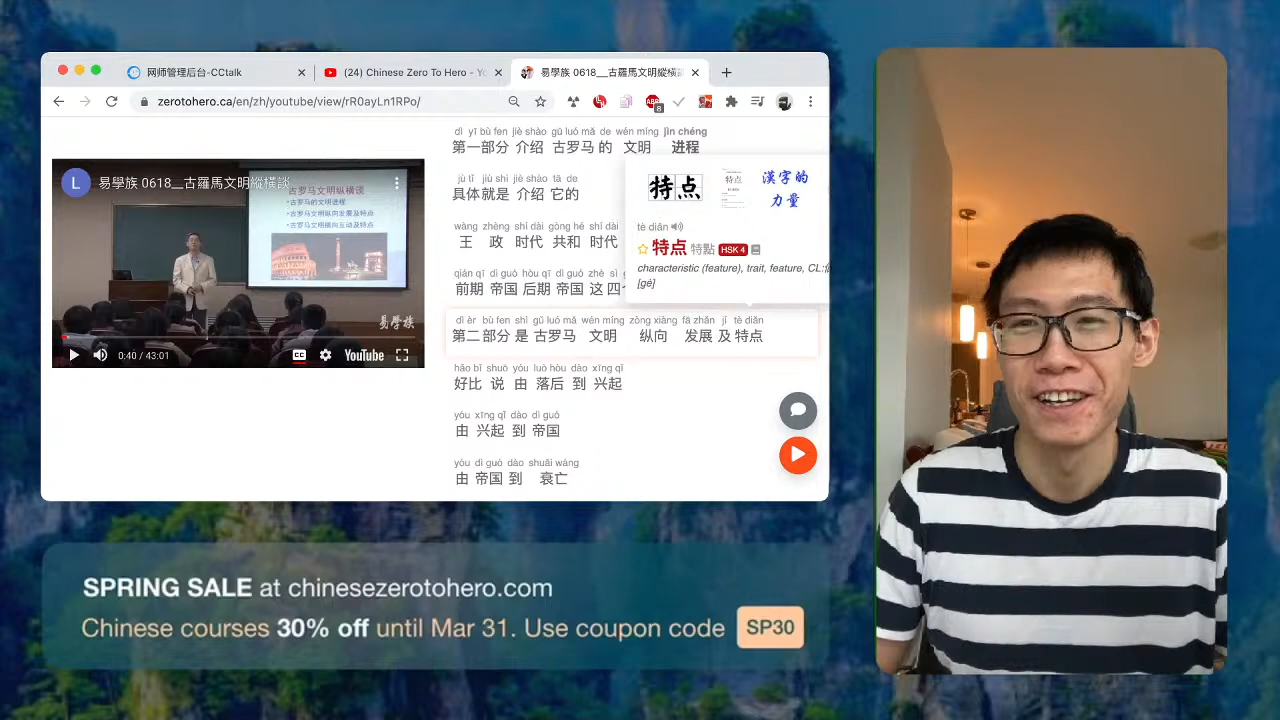 网师管理后台-CCtalk
(24) Chinese Zero To Hero - Yo
易學族 0618__古羅馬文明縱橫談
zerotohero.ca/en/zh/youtube/view/rR0ayLn1RPo/
ABP
8
L
易學族 0618__古羅馬文明縱橫談
古罗马文明纵横谈
•古罗马的文明进程
•古罗马文明纵向发展及特点
•古罗马文明横向互动及特点
易學族
0:40 / 43:01
CC
YouTube
dì yī bù fen jiè shào gǔ luó mǎ de wén míng jìn chéng
第一部分 介绍 古罗马 的 文明 进程
jù tǐ jiù shì jiè shào tā de
具体就是 介绍 它的
wàng zhèng shí dài gòng hé shí dài
王 政 时代 共和 时代
qián qī dì guó hòu qī dì guó zhè sì
前期 帝国 后期 帝国 这 四
特点
特点
漢字的
力量
tè diǎn
特点 特點 HSK 4
characteristic (feature), trait, feature, CL:
[gè]
dì èr bù fen shì gǔ luó mǎ wén míng zòng xiàng fā zhǎn jí tè diǎn
第二部分 是 古罗马 文明 纵向 发展 及 特点
hǎo bǐ shuō yóu luò hòu dào xīng qǐ
好比 说 由 落后 到 兴起
yóu xīng qǐ dào dì guó
由 兴起 到 帝国
yóu dì guó dào shuāi wáng
由 帝国 到 衰亡
SPRING SALE at chinesezerotohero.com
Chinese courses 30% off until Mar 31. Use coupon code SP30